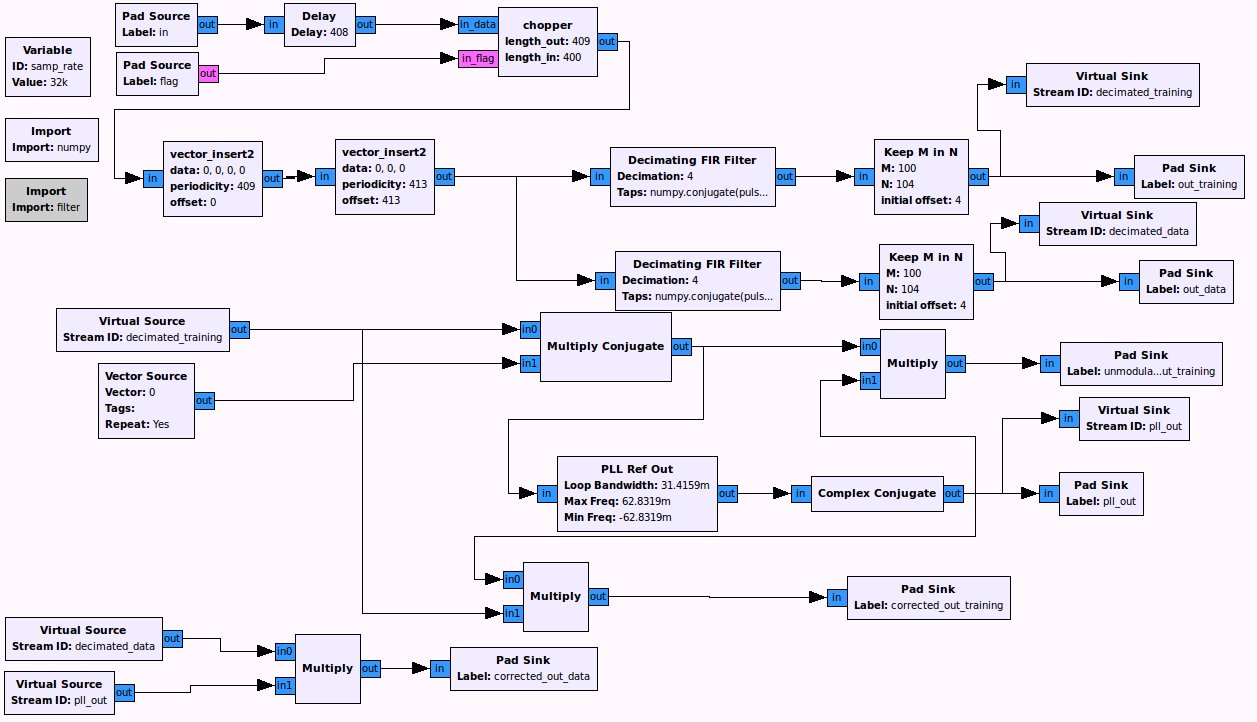 Pad Source
Label: in
out
in
Delay
Delay: 408
out
in_data
in_flag
chopper
length_out: 409
length_in: 400
out
Variable
ID: samp_rate
Value: 32k
Pad Source
Label: flag
out
Import
Import: numpy
Import
Import: filter
in
vector_insert2
data: 0, 0, 0, 0
periodicity: 409
offset: 0
out
in
vector_insert2
data: 0, 0, 0
periodicity: 413
offset: 413
out
in
Decimating FIR Filter
Decimation: 4
Taps: numpy.conjugate(puls...
out
in
Keep M in N
M: 100
N: 104
initial offset: 4
out
in
Virtual Sink
Stream ID: decimated_training
in
Pad Sink
Label: out_training
in
Decimating FIR Filter
Decimation: 4
Taps: numpy.conjugate(puls...
out
in
Keep M in N
M: 100
N: 104
initial offset: 4
out
in
Virtual Sink
Stream ID: decimated_data
in
Pad Sink
Label: out_data
Virtual Source
Stream ID: decimated_training
out
Vector Source
Vector: 0
Tags:
Repeat: Yes
out
in0
in1
Multiply Conjugate
out
in0
in1
Multiply
out
in
Pad Sink
Label: unmodula...ut_training
in
Virtual Sink
Stream ID: pll_out
in
PLL Ref Out
Loop Bandwidth: 31.4159m
Max Freq: 62.8319m
Min Freq: -62.8319m
out
in
Complex Conjugate
out
in
Pad Sink
Label: pll_out
in0
in1
Multiply
out
in
Pad Sink
Label: corrected_out_training
Virtual Source
Stream ID: decimated_data
out
Virtual Source
Stream ID: pll_out
out
in0
in1
Multiply
out
in
Pad Sink
Label: corrected_out_data